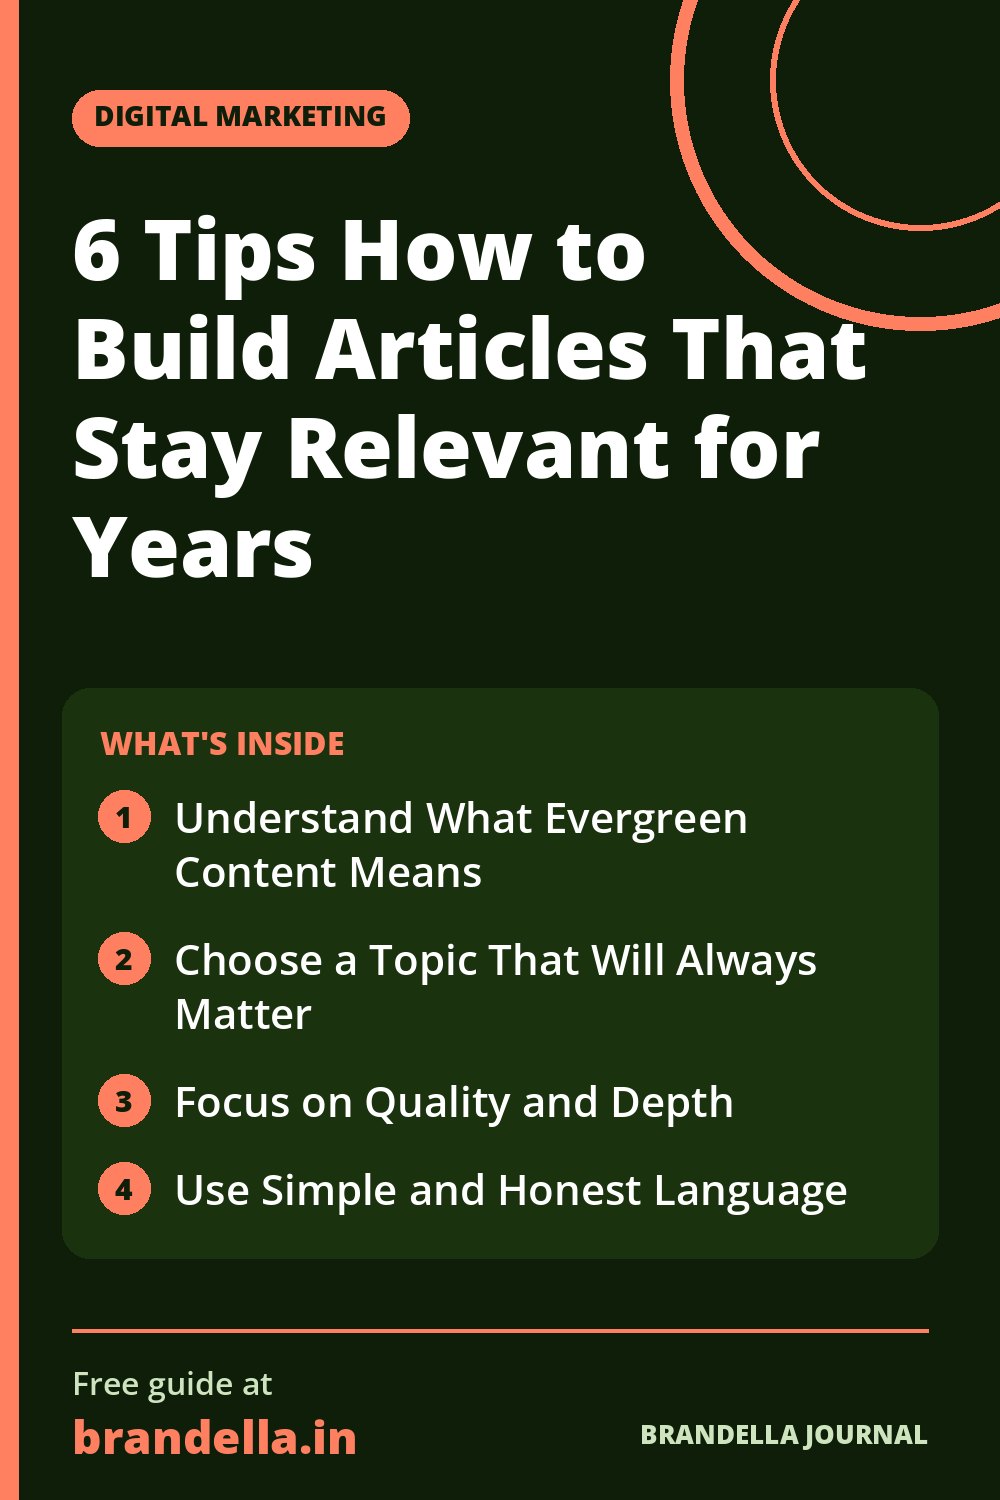 DIGITAL MARKETING
6 Tips How to
Build Articles That
Stay Relevant for
Years
WHAT'S INSIDE
1 Understand What Evergreen
Content Means
2 Choose a Topic That Will Always
Matter
3 Focus on Quality and Depth
4 Use Simple and Honest Language
Free guide at
brandella.in
BRANDELLA JOURNAL